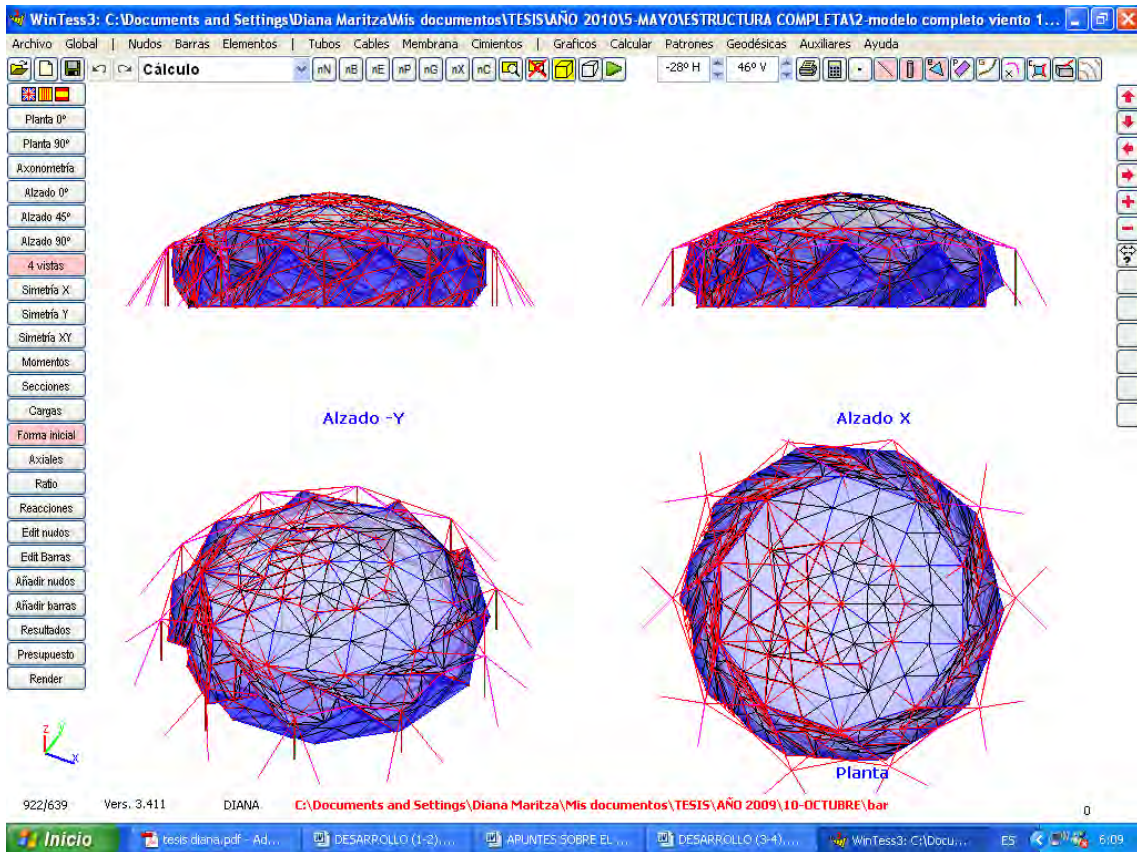 WinTess3: C:\Documents and Settings\Diana Maritza\Mis documentos\TESIS\AÑO 2010\5-MAYO\ESTRUCTURA COMPLETA\2-modelo completo viento 1...
Archivo Global | Nudos Barras Elementos | Tubos Cables Membrana Cimientos | Graficos Calcular Patrones Geodésicas Auxiliares Ayuda
Cálculo nN nB nE nP nG nX nC -28º H 46º V
Planta 0º
Planta 90º
Axonometría
Alzado 0º
Alzado 45º
Alzado 90º
4 vistas
Simetría X
Simetría Y
Simetría XY
Momentos
Secciones
Cargas
Forma inicial
Axiales
Ratio
Reacciones
Edit nudos
Edit Barras
Añadir nudos
Añadir barras
Resultados
Presupuesto
Render
?
Alzado -Y
Alzado X
Planta
z y x
922/639 Vers. 3.411 DIANA C:\Documents and Settings\Diana Maritza\Mis documentos\TESIS\AÑO 2009\10-OCTUBRE\bar 0
Inicio tesis diana.pdf - Ad... DESARROLLO (1-2).... APUNTES SOBRE EL ... DESARROLLO (3-4).... WinTess3: C:\Docu... ES 6:09